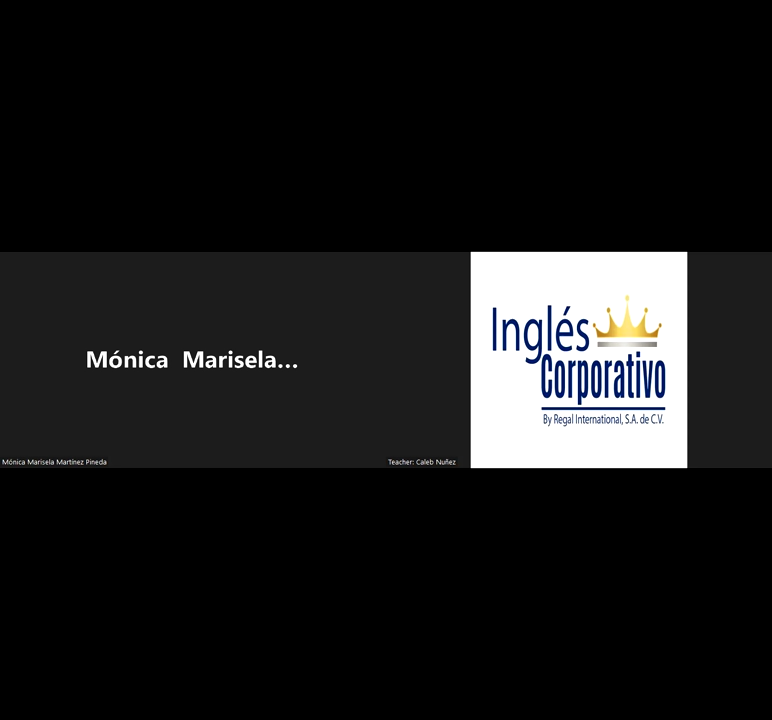 Mónica Marisela...
Mónica Marisela Martínez Pineda
Inglés
Corporativo
By Regal International, S.A. de C.V.
Teacher: Caleb Nuñez